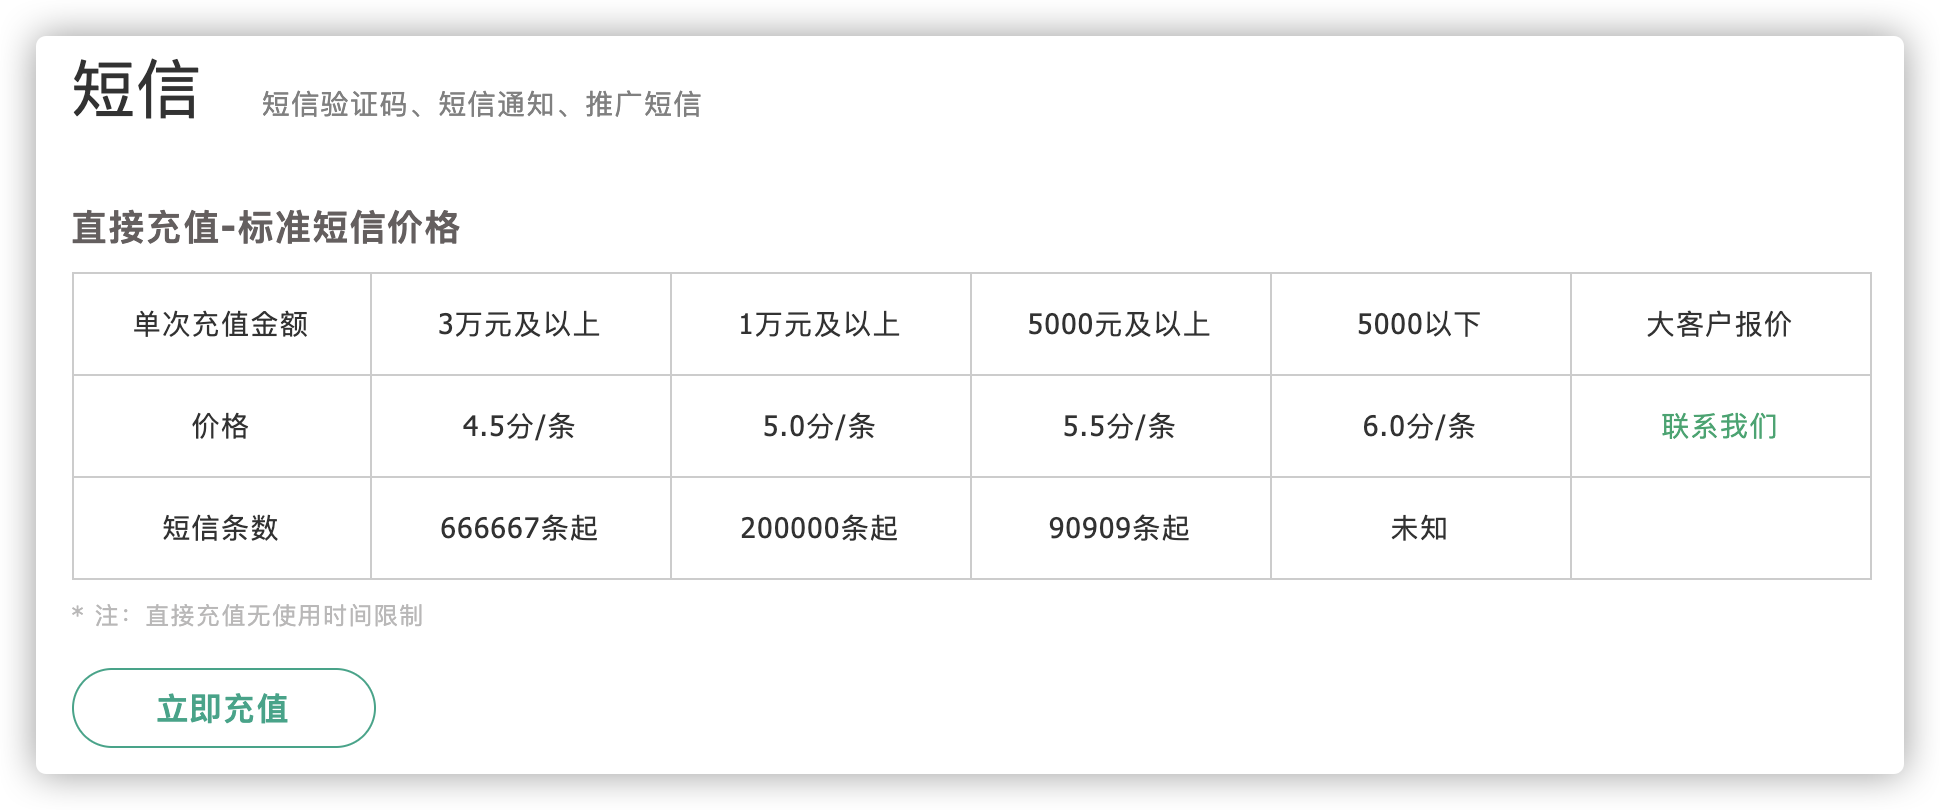 短信 短信验证码、短信通知、推广短信
直接充值-标准短信价格
单次充值金额 3万元及以上 1万元及以上 5000元及以上 5000以下 大客户报价
价格 4.5分/条 5.0分/条 5.5分/条 6.0分/条 联系我们
短信条数 666667条起 200000条起 90909条起 未知
* 注：直接充值无使用时间限制
立即充值